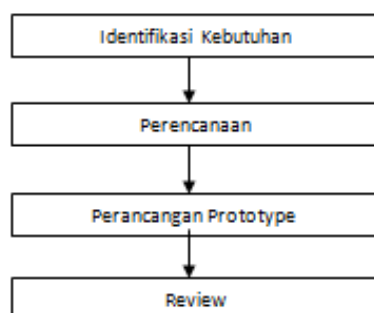 Identifikasi Kebutuhan
Perencanaan
Perancangan Prototype
Review